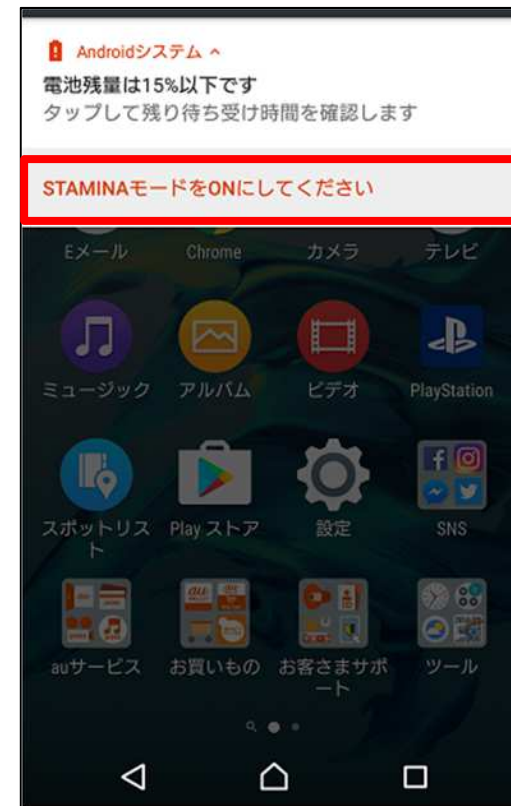 Androidシステム
電池残量は15%以下です
タップして残り待ち受け時間を確認します
STAMINAモードをONにしてください
Eメール Chrome カメラ テレビ
ミュージック アルバム ビデオ PlayStation
スポットリス Play ストア 設定 SNS
ト
auサービス お買いもの お客さまサポ ツール
ート